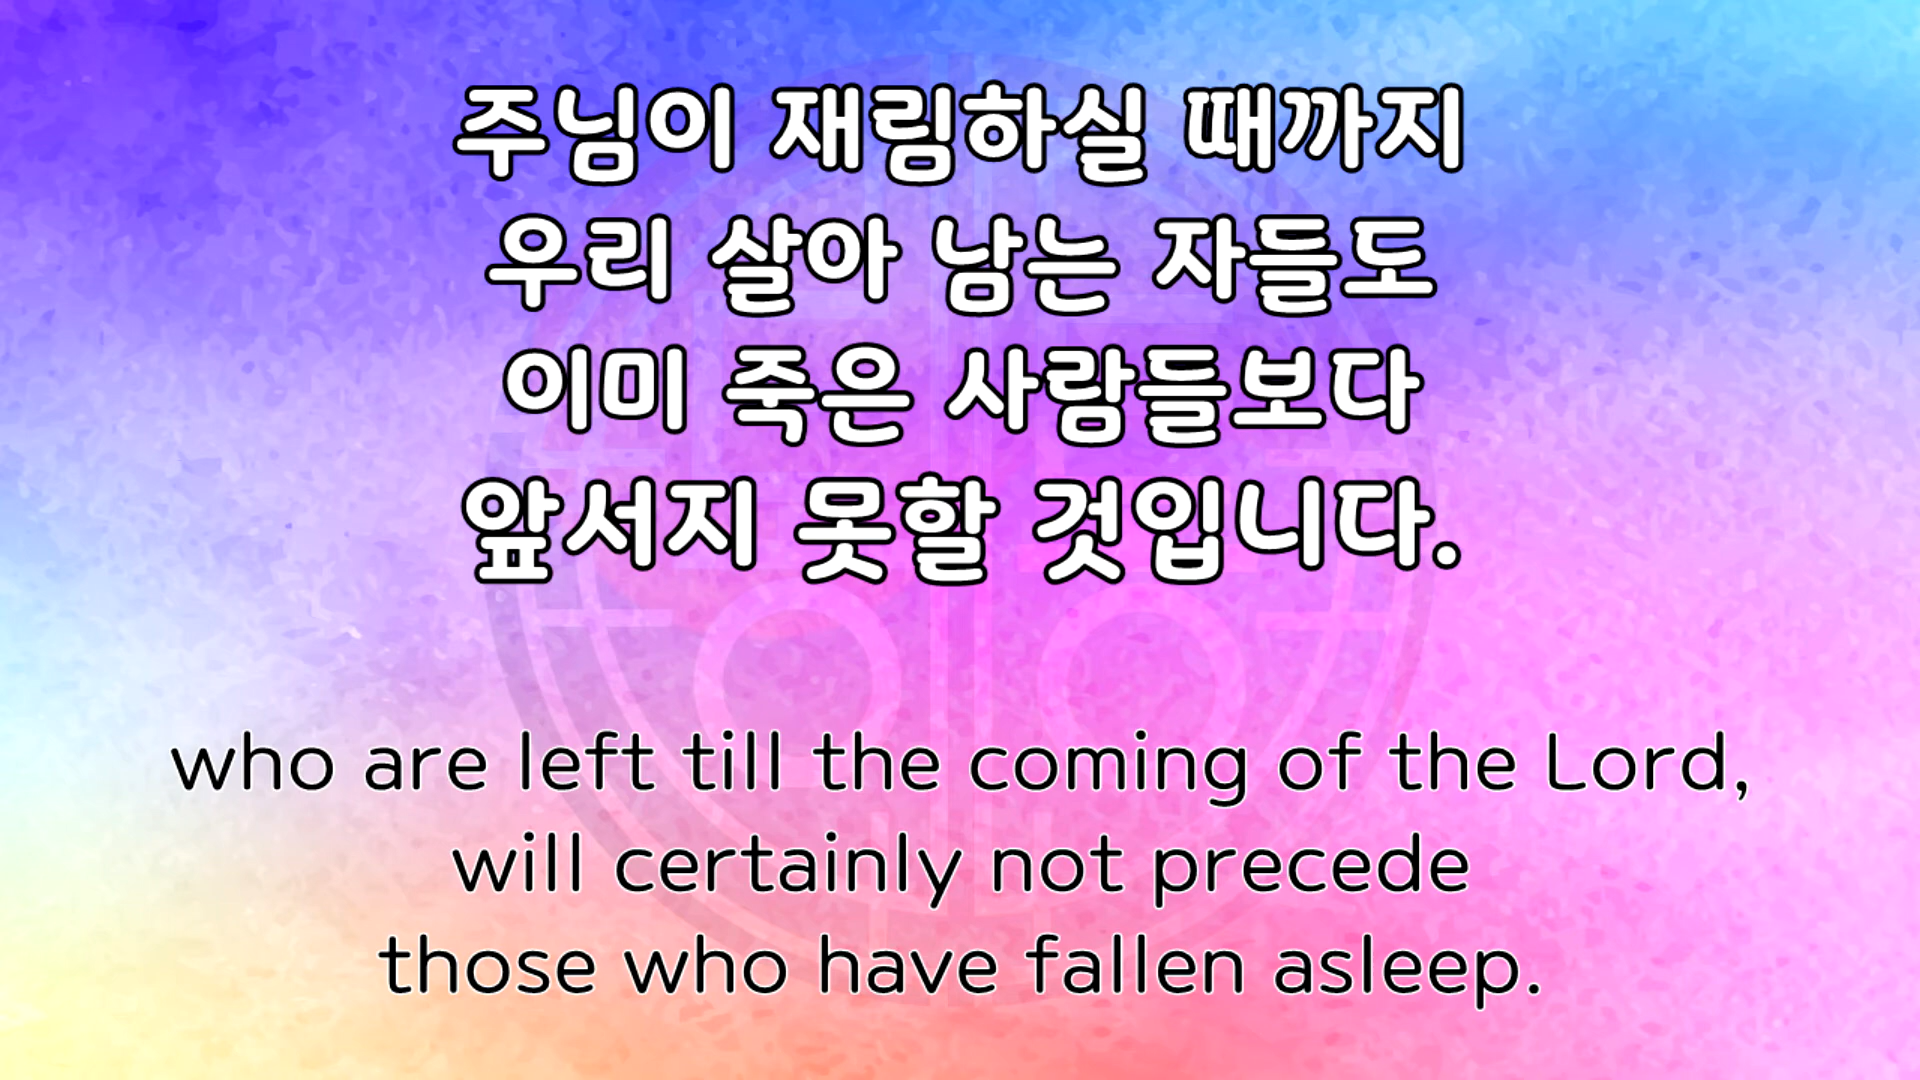 주님이 재림하실 때까지
우리 살아 남는 자들도
이미 죽은 사람들보다
앞서지 못할 것입니다.
who are left till the coming of the Lord,
will certainly not precede
those who have fallen asleep.